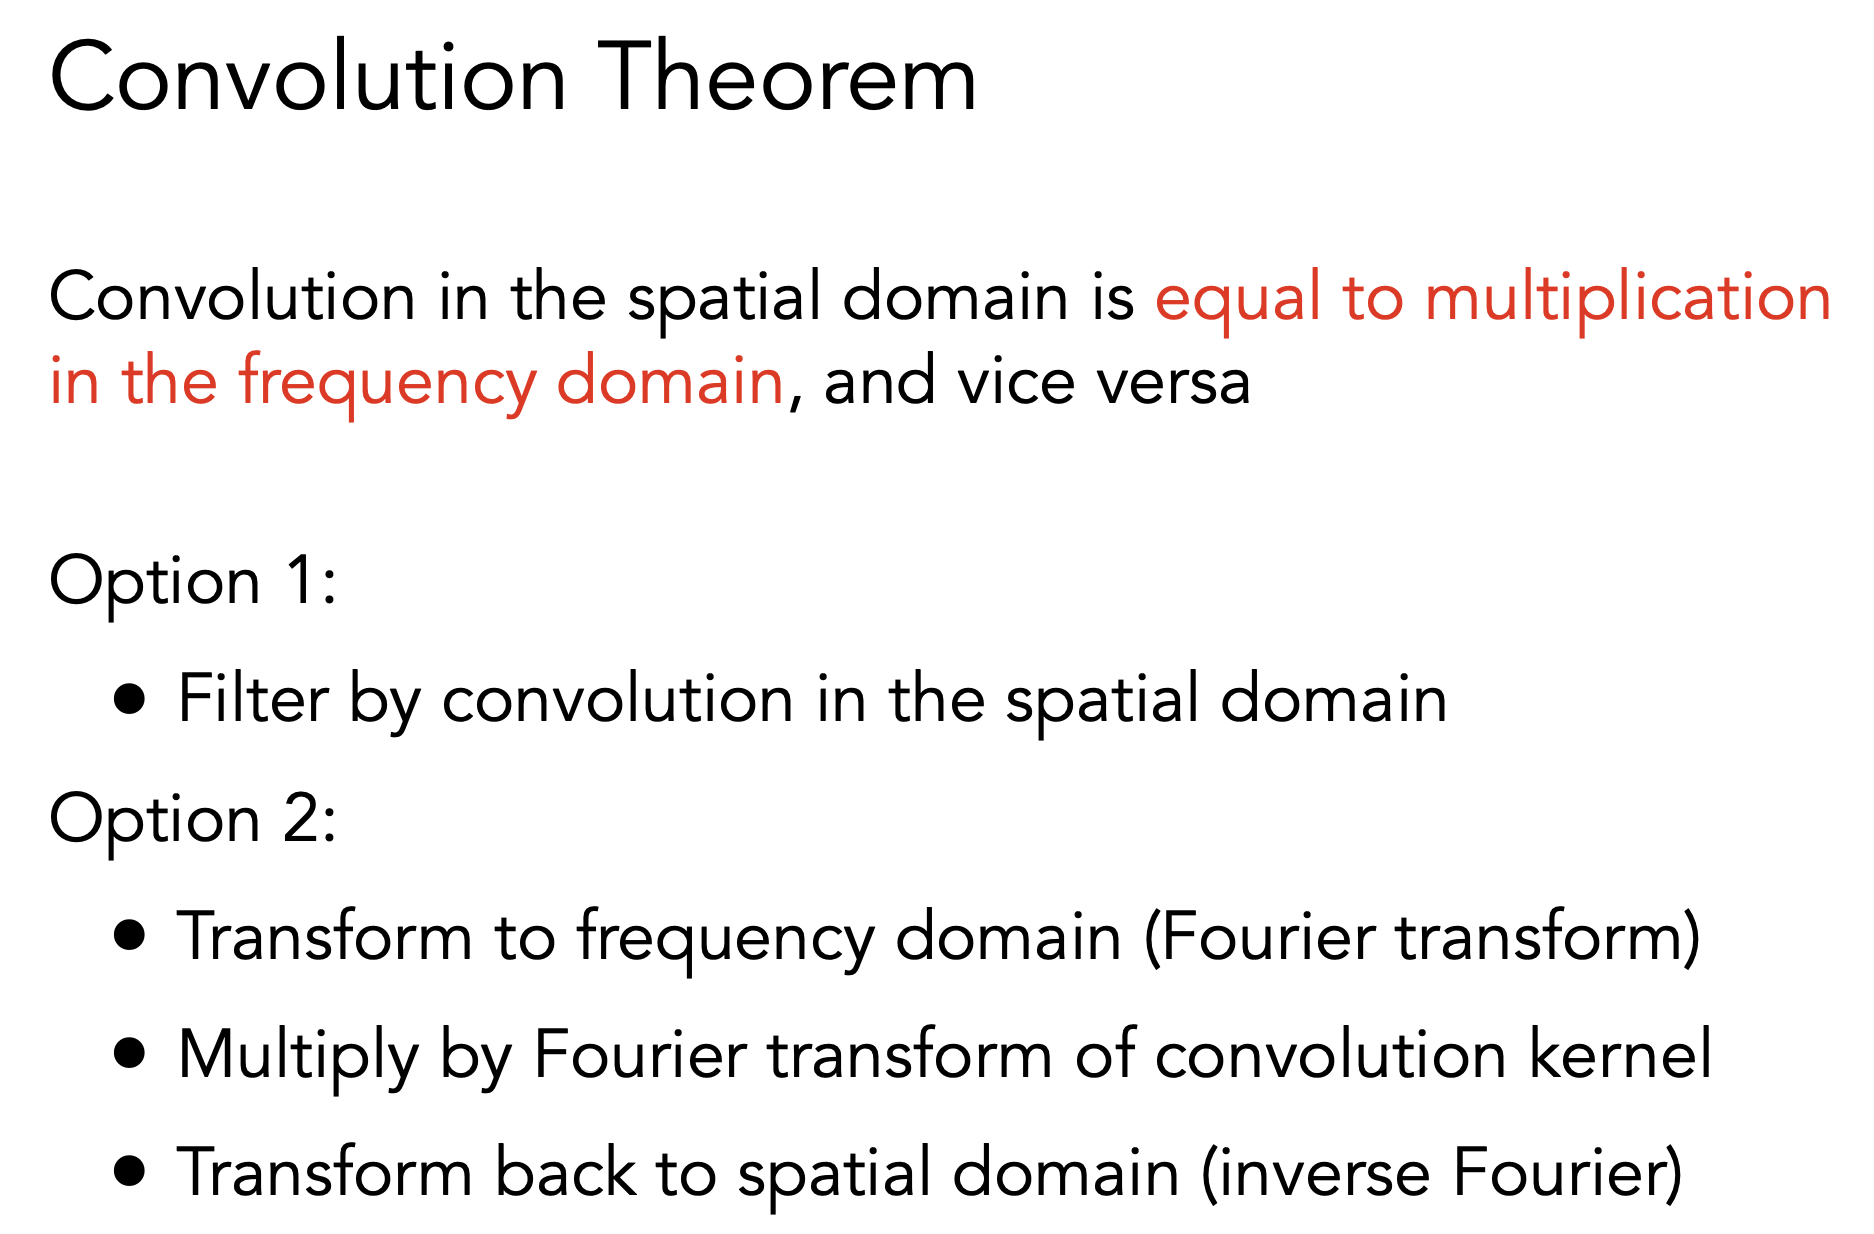 Convolution Theorem
Convolution in the spatial domain is equal to multiplication
in the frequency domain, and vice versa
Option 1:
● Filter by convolution in the spatial domain
Option 2:
● Transform to frequency domain (Fourier transform)
● Multiply by Fourier transform of convolution kernel
● Transform back to spatial domain (inverse Fourier)